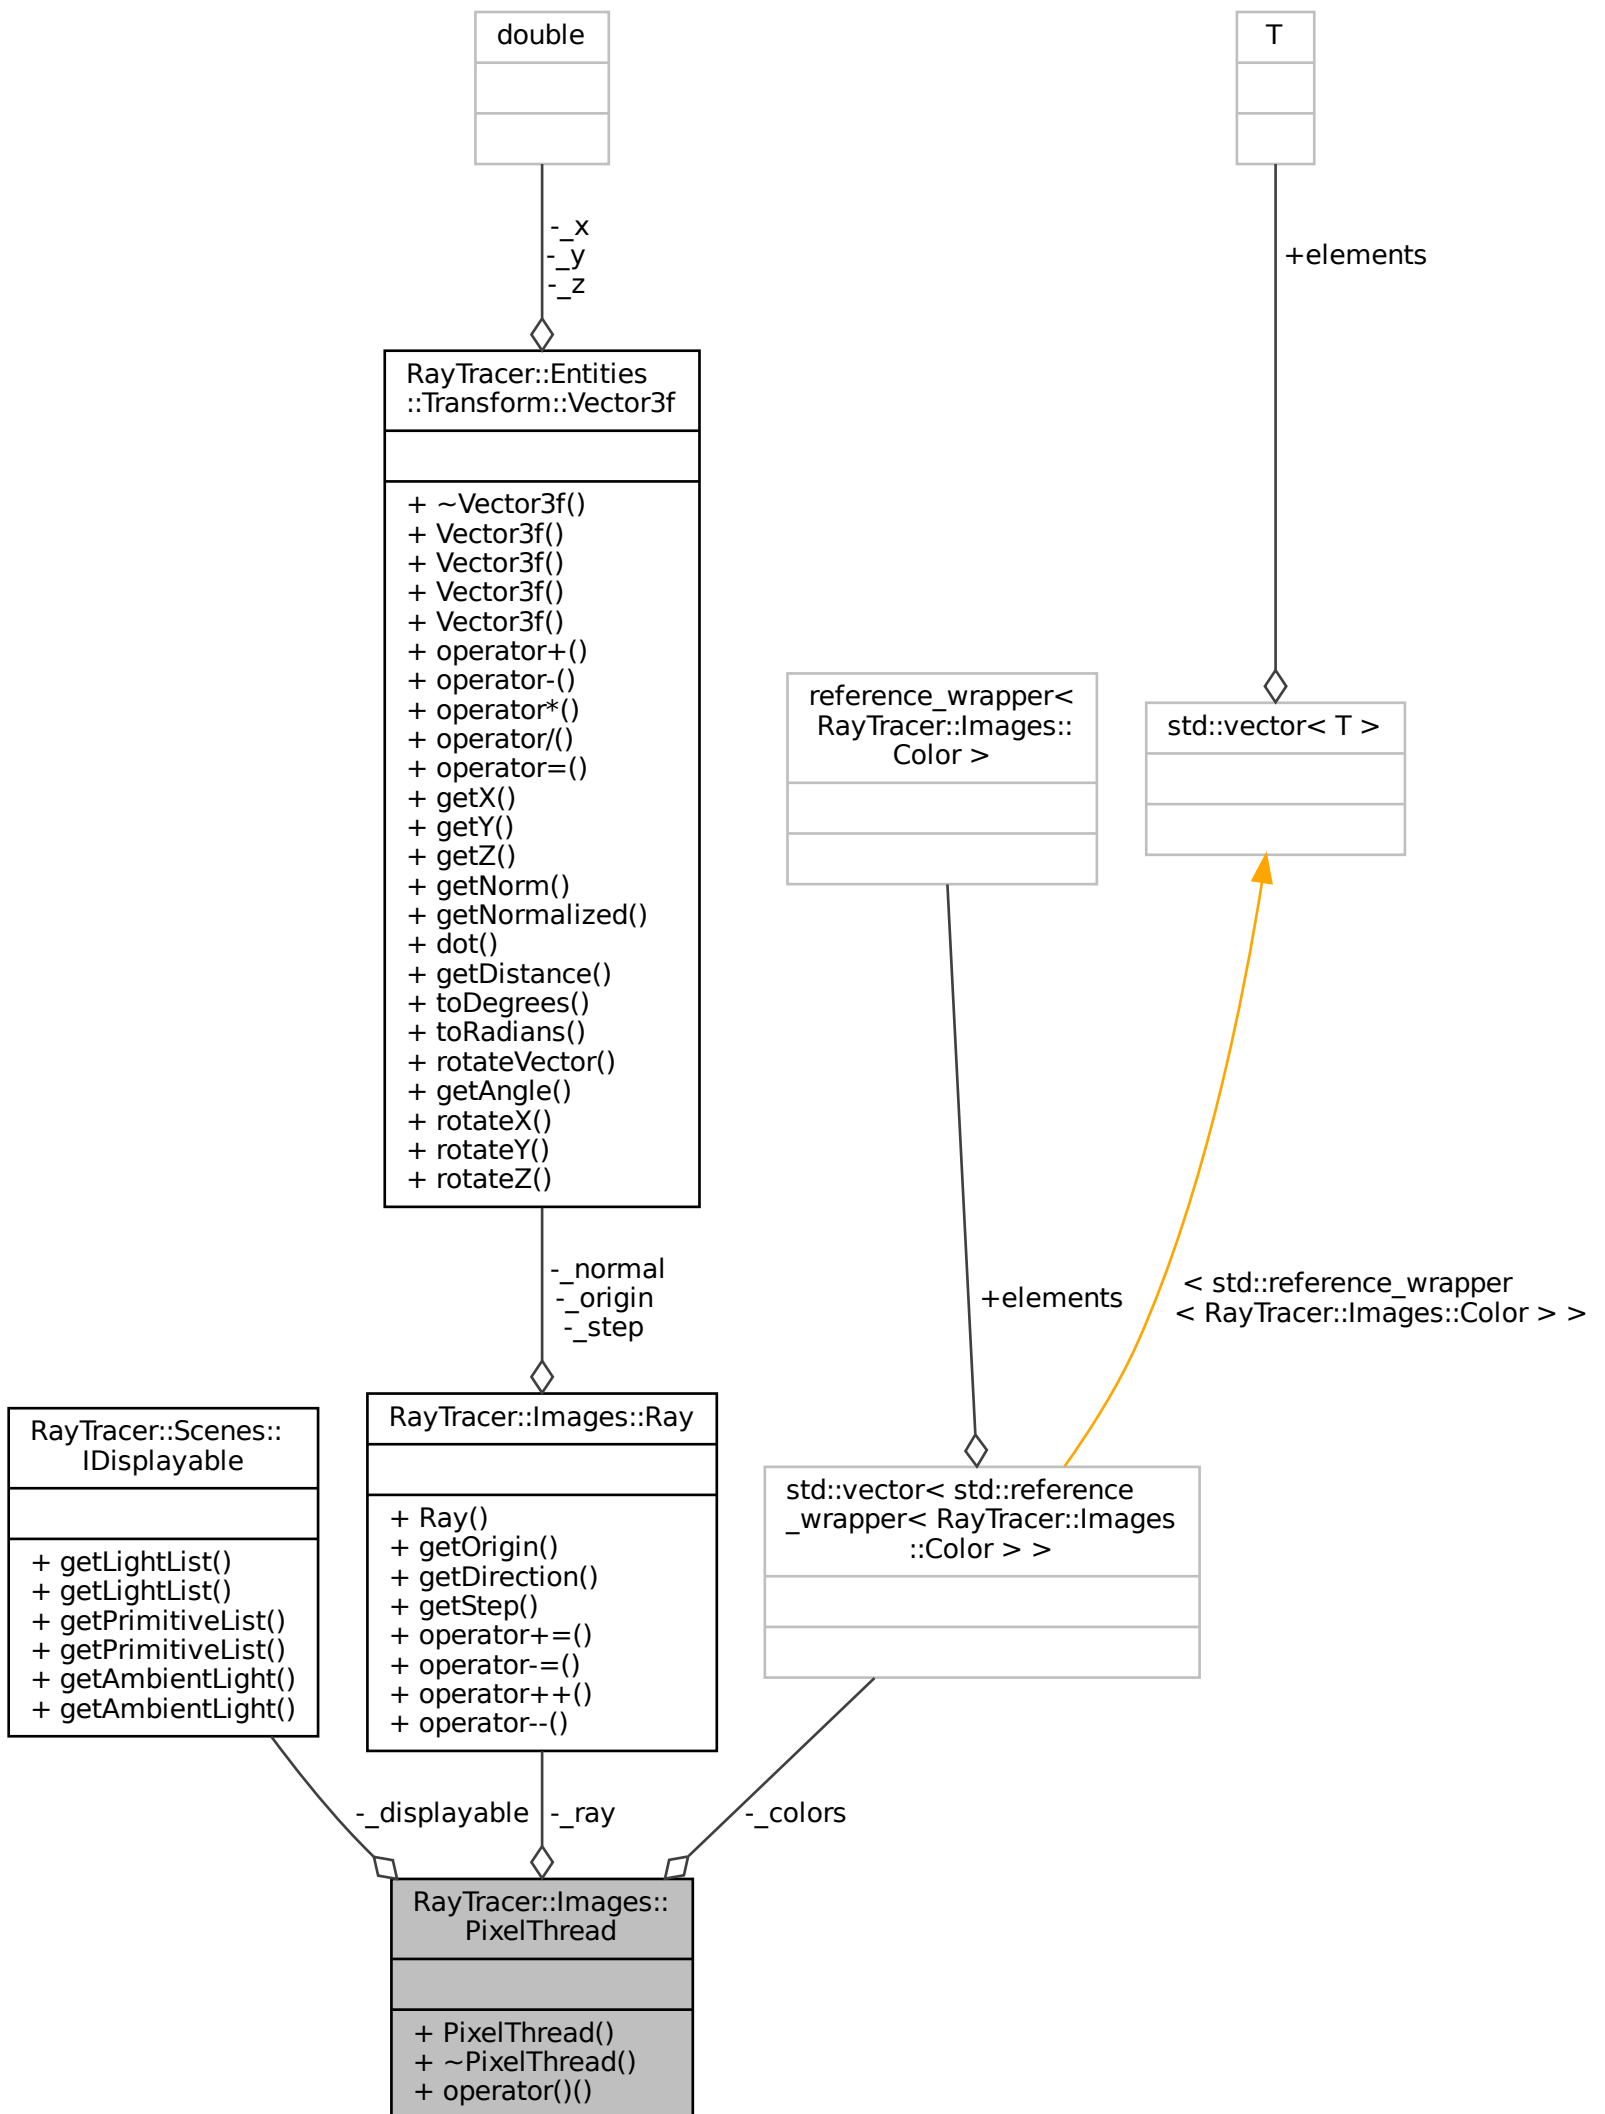 double
T
-_x
-_y
-_z
+elements
RayTracer::Entities
::Transform::Vector3f
+ ~Vector3f()
+ Vector3f()
+ Vector3f()
+ Vector3f()
+ Vector3f()
+ operator+()
+ operator-()
+ operator*()
+ operator/()
+ operator=()
+ getX()
+ getY()
+ getZ()
+ getNorm()
+ getNormalized()
+ dot()
+ getDistance()
+ toDegrees()
+ toRadians()
+ rotateVector()
+ getAngle()
+ rotateX()
+ rotateY()
+ rotateZ()
reference_wrapper<
RayTracer::Images::
Color >
std::vector< T >
-_normal
-_origin
-_step
+elements
< std::reference_wrapper
< RayTracer::Images::Color > >
RayTracer::Scenes::
IDisplayable
+ getLightList()
+ getLightList()
+ getPrimitiveList()
+ getPrimitiveList()
+ getAmbientLight()
+ getAmbientLight()
RayTracer::Images::Ray
+ Ray()
+ getOrigin()
+ getDirection()
+ getStep()
+ operator+=()
+ operator-=()
+ operator++()
+ operator--()
std::vector< std::reference
_wrapper< RayTracer::Images
::Color > >
-_displayable
-_ray
-_colors
RayTracer::Images::
PixelThread
+ PixelThread()
+ ~PixelThread()
+ operator()()